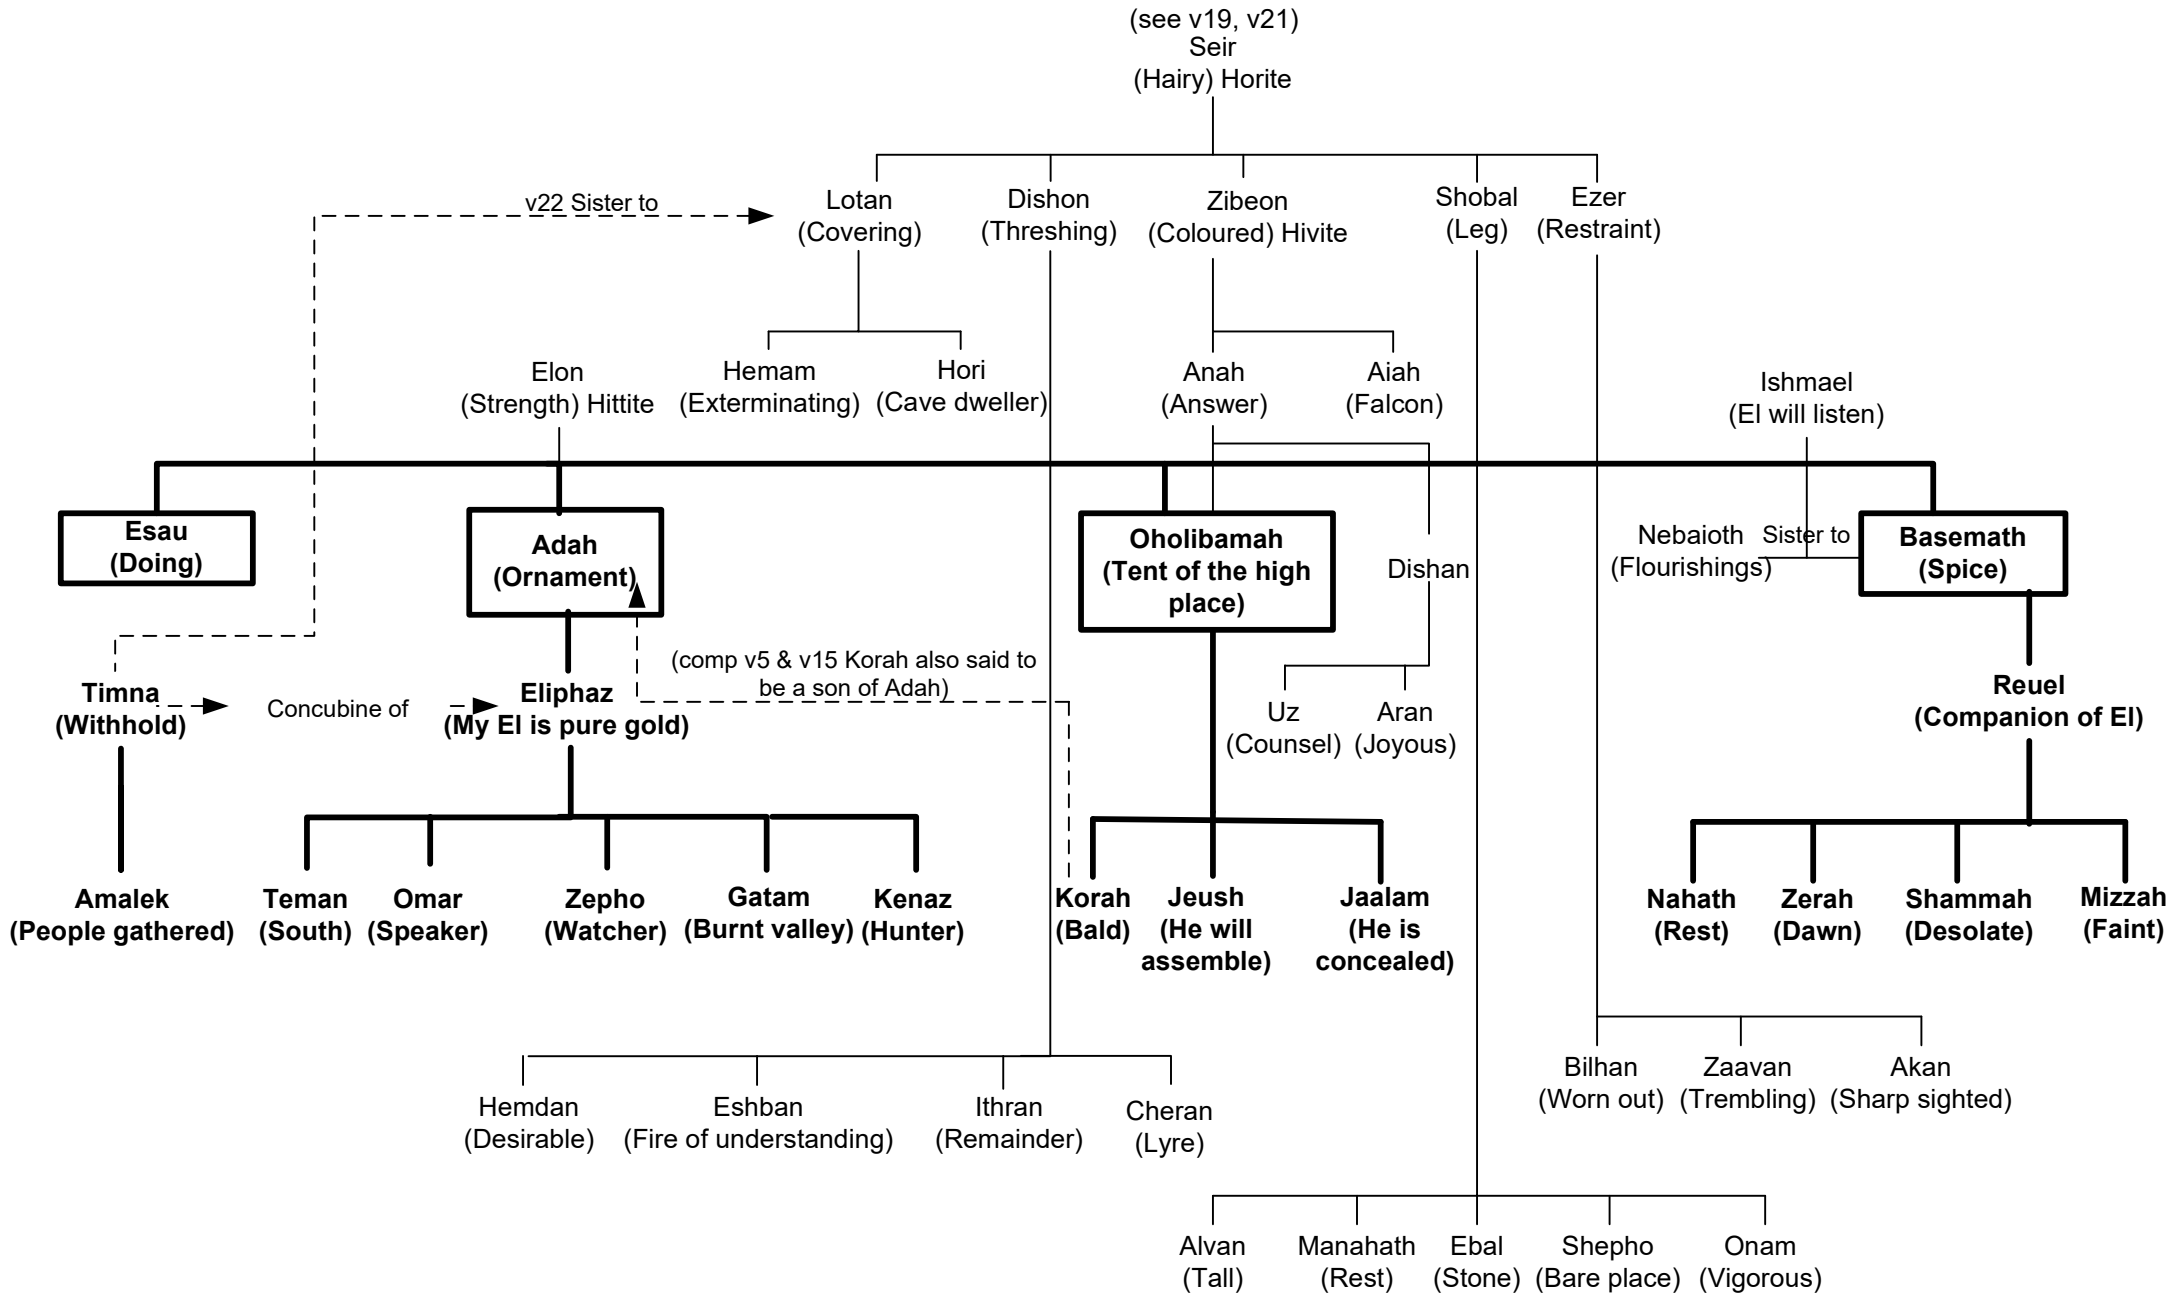 (see v19, v21)
Seir
(Hairy) Horite
v22 Sister to
Lotan
(Covering)
Dishon
(Threshing)
Zibeon
(Coloured) Hivite
Shobal
(Leg)
Ezer
(Restraint)
Elon
(Strength) Hittite
Hemam
(Exterminating)
Hori
(Cave dweller)
Anah
(Answer)
Aiah
(Falcon)
Ishmael
(El will listen)
Esau
(Doing)
Adah
(Ornament)
Oholibamah
(Tent of the high
place)
Dishan
Nebaioth
(Flourishings)
Sister to
Basemath
(Spice)
Timna
(Withhold)
Concubine of
Eliphaz
(My El is pure gold)
(comp v5 & v15 Korah also said to
be a son of Adah)
Uz
(Counsel)
Aran
(Joyous)
Reuel
(Companion of El)
Amalek
(People gathered)
Teman
(South)
Omar
(Speaker)
Zepho
(Watcher)
Gatam
(Burnt valley)
Kenaz
(Hunter)
Korah
(Bald)
Jeush
(He will
assemble)
Jaalam
(He is
concealed)
Nahath
(Rest)
Zerah
(Dawn)
Shammah
(Desolate)
Mizzah
(Faint)
Hemdan
(Desirable)
Eshban
(Fire of understanding)
Ithran
(Remainder)
Cheran
(Lyre)
Bilhan
(Worn out)
Zaavan
(Trembling)
Akan
(Sharp sighted)
Alvan
(Tall)
Manahath
(Rest)
Ebal
(Stone)
Shepho
(Bare place)
Onam
(Vigorous)